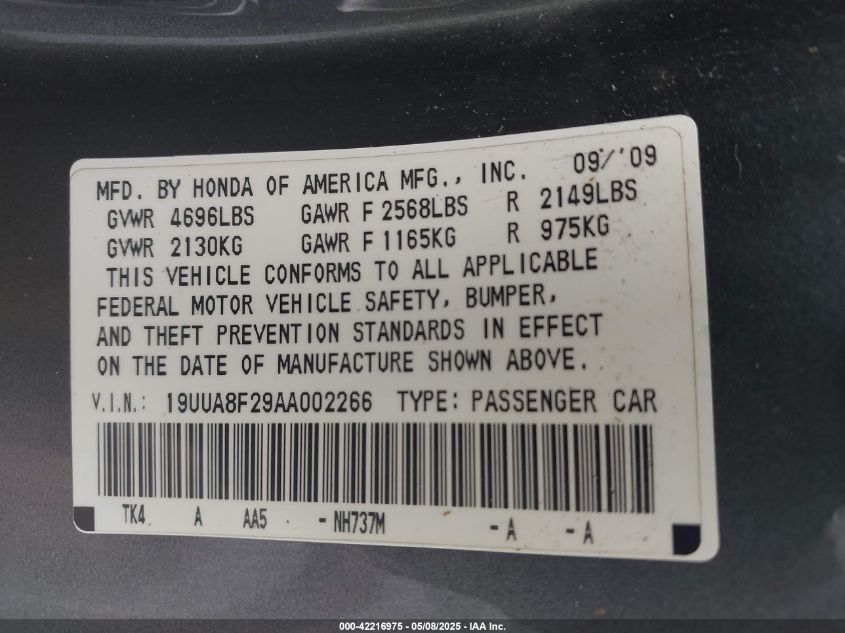 MFD. BY HONDA OF AMERICA MFG., INC. 09/'09
GVWR 4696LBS GAWR F 2568LBS R 2149LBS
GVWR 2130KG GAWR F 1165KG R 975KG
THIS VEHICLE CONFORMS TO ALL APPLICABLE
FEDERAL MOTOR VEHICLE SAFETY, BUMPER,
AND THEFT PREVENTION STANDARDS IN EFFECT
ON THE DATE OF MANUFACTURE SHOWN ABOVE.
V.I.N.: 19UUA8F29AA002266 TYPE: PASSENGER CAR
TK4 A AA5 - NH737M - A - A
000-42216975 - 05/08/2025 - IAA Inc.